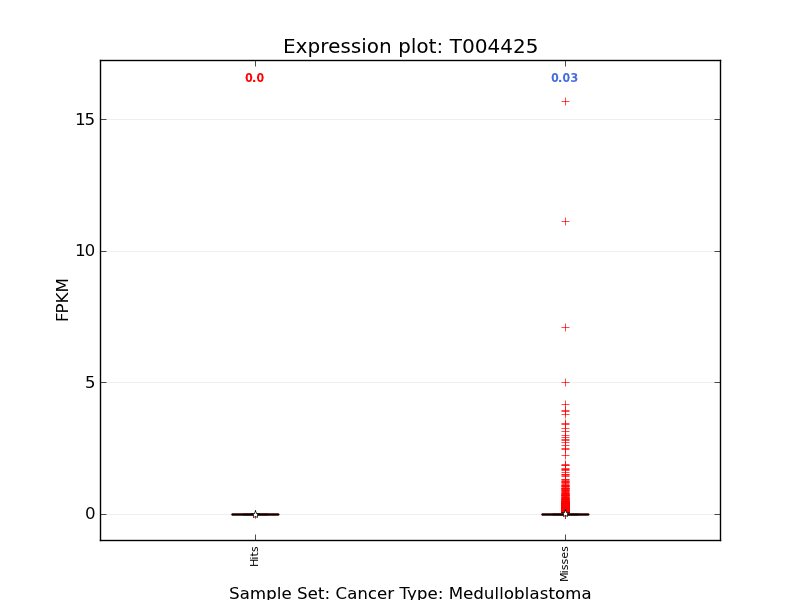 Expression plot: T004425
0.0
0.03
15
10
5
0
FPKM
Hits
Misses
Sample Set: Cancer Type: Medulloblastoma